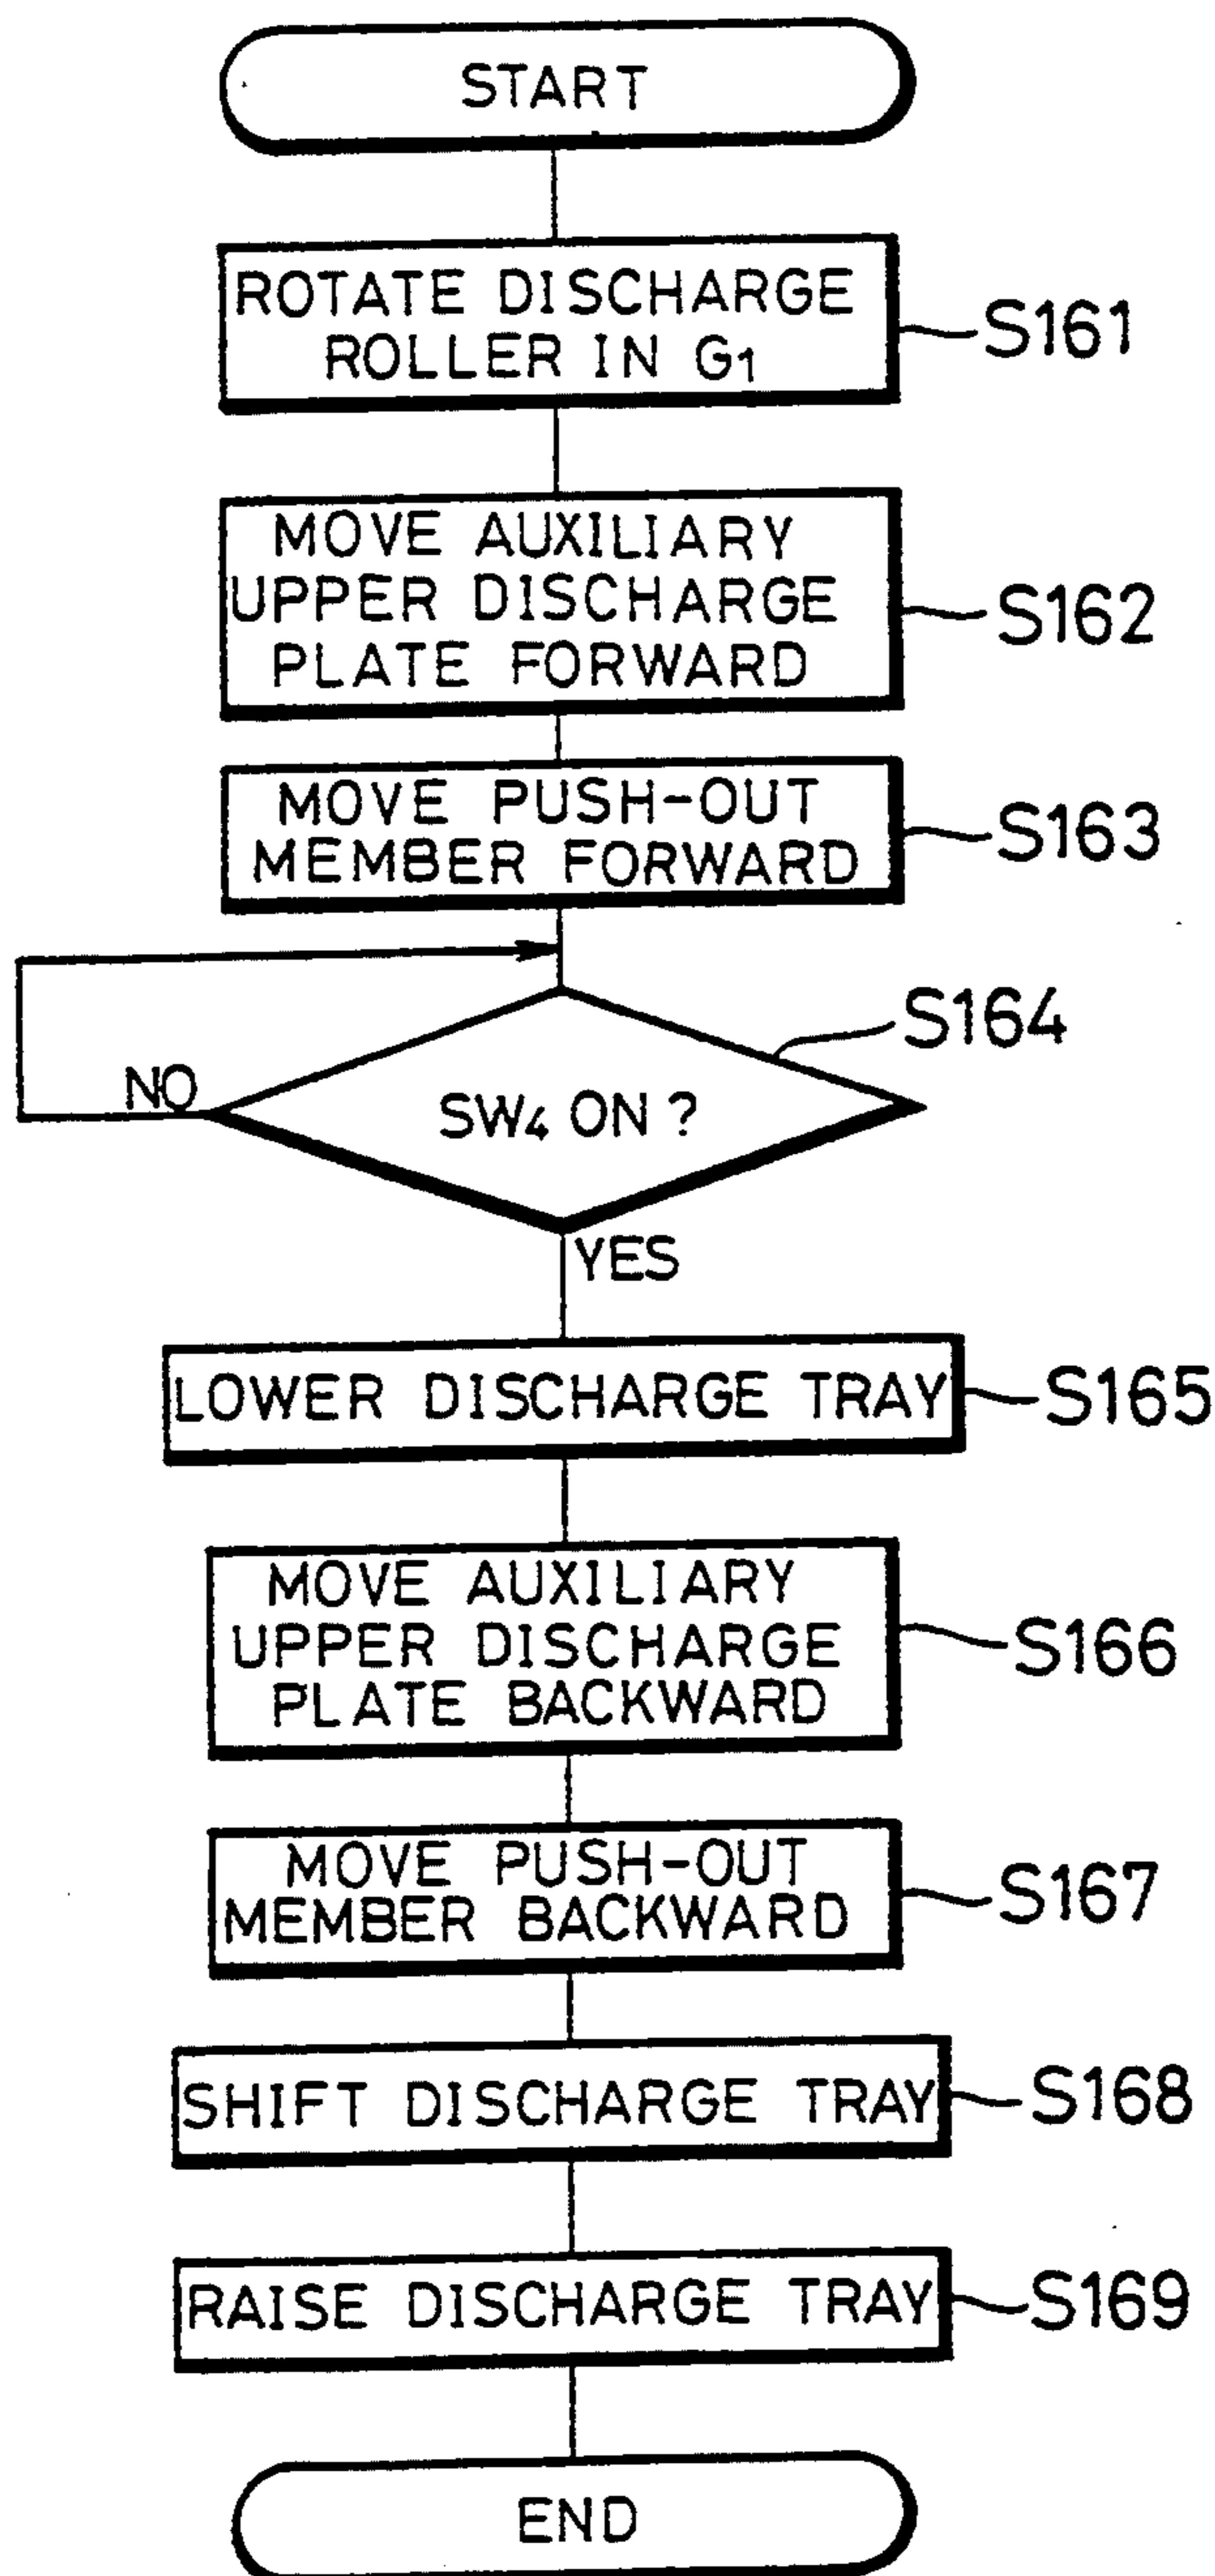 START
ROTATE DISCHARGE
ROLLER IN G1
S161
MOVE AUXILIARY
UPPER DISCHARGE
PLATE FORWARD
S162
MOVE PUSH-OUT
MEMBER FORWARD
S163
S164
NO
SW4 ON ?
YES
LOWER DISCHARGE TRAY
S165
MOVE AUXILIARY
UPPER DISCHARGE
PLATE BACKWARD
S166
MOVE PUSH-OUT
MEMBER BACKWARD
S167
SHIFT DISCHARGE TRAY
S168
RAISE DISCHARGE TRAY
S169
END